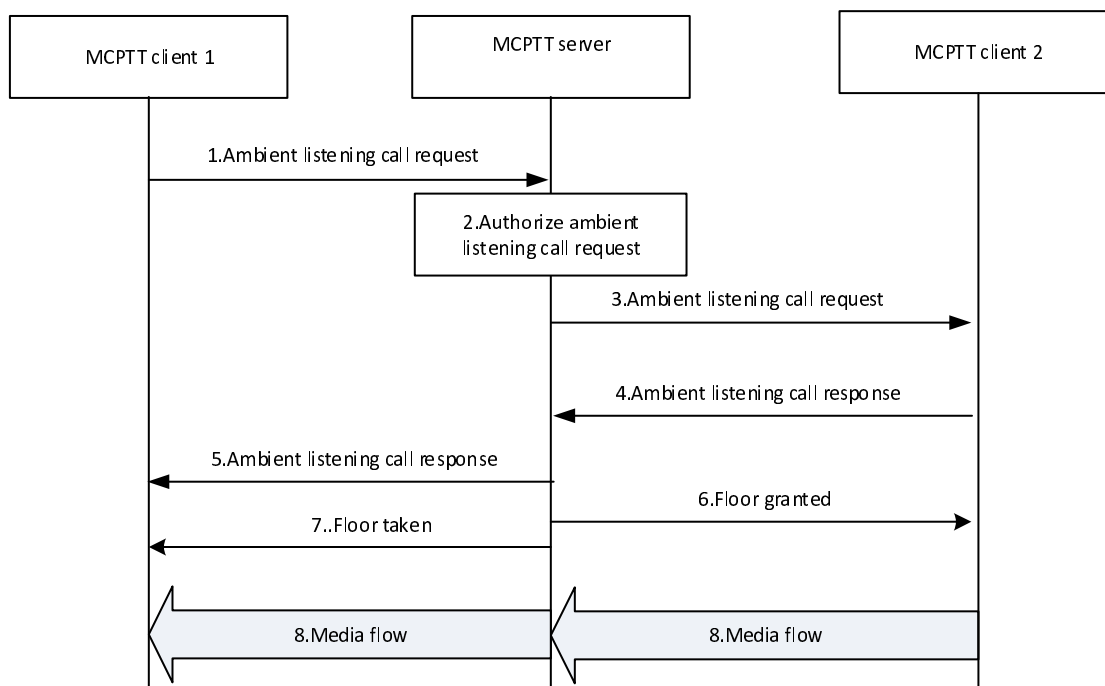 MCPTT client 1
MCPTT server
MCPTT client 2
1.Ambient listening call request
2.Authorize ambient
listening call request
3.Ambient listening call request
4.Ambient listening call response
5.Ambient listening call response
6.Floor granted
7..Floor taken
8.Media flow
8.Media flow